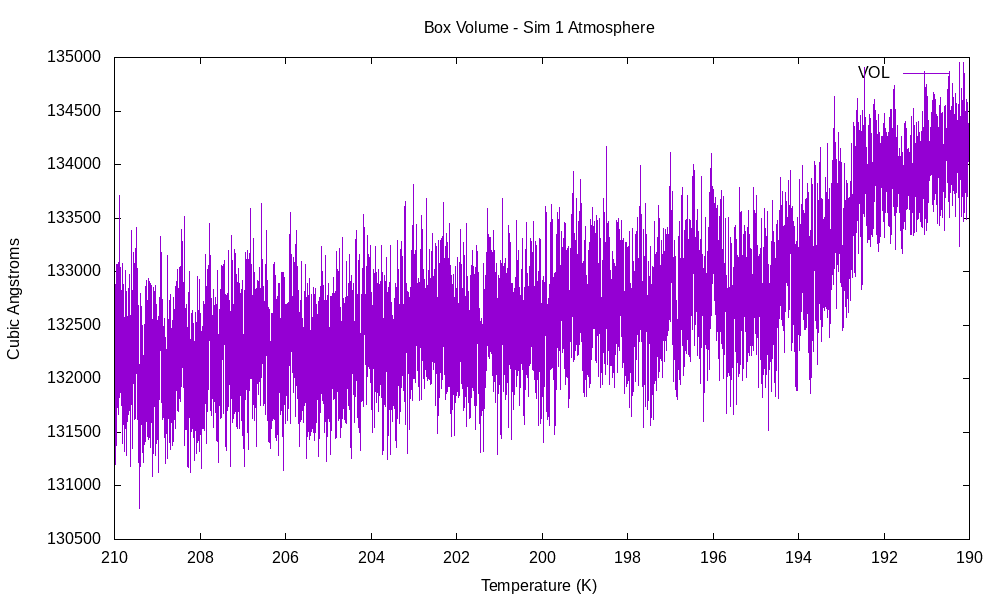 Box Volume - Sim 1 Atmosphere
135000
VOL
134500
134000
133500
133000
Cubic Angstroms
132500
132000
131500
131000
130500
210 208 206 204 202 200 198 196 194 192 190
Temperature (K)